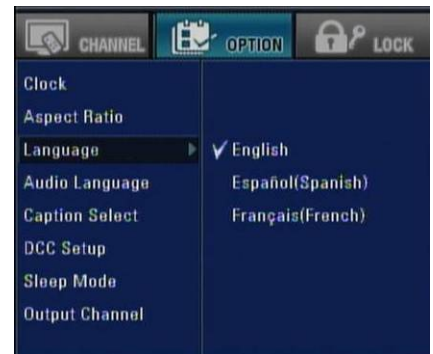 CHANNEL OPTION LOCK
Clock
Aspect Ratio
Language
English
Audio Language
Español(Spanish)
Caption Select
Français(French)
DCC Setup
Sleep Mode
Output Channel